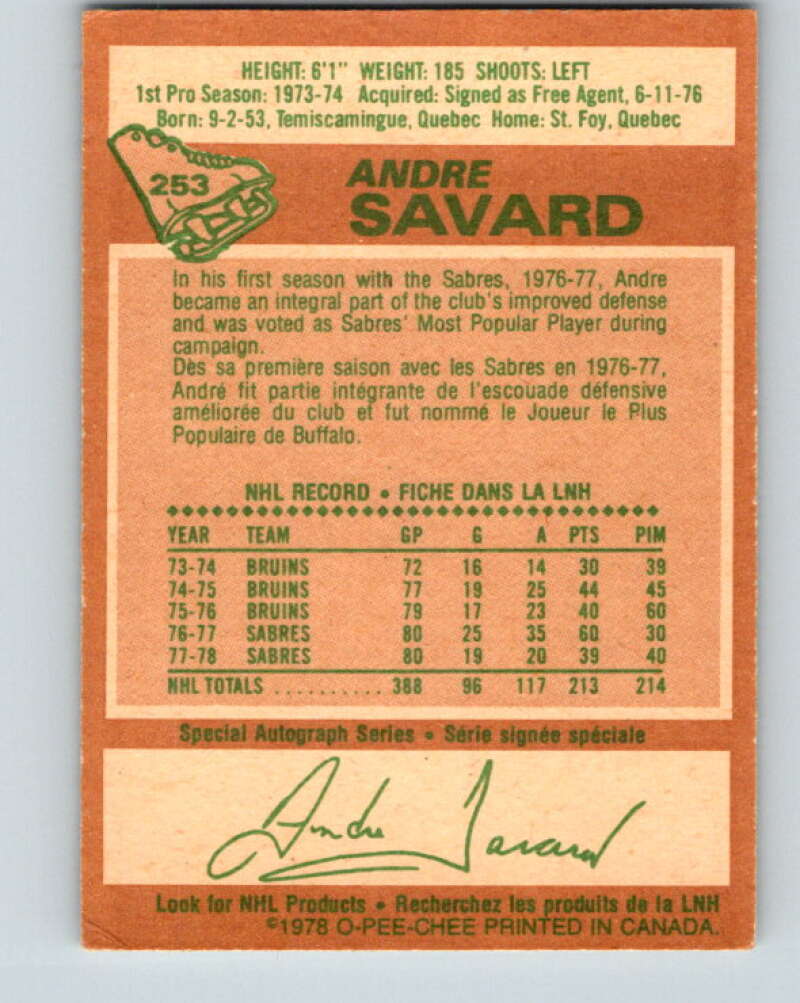 HEIGHT: 6'1" WEIGHT: 185 SHOOTS: LEFT
1st Pro Season: 1973-74 Acquired: Signed as Free Agent, 6-11-76
Born: 9-2-53, Temiscamingue, Quebec Home: St. Foy, Quebec
253
ANDRE
SAVARD
In his first season with the Sabres, 1976-77, Andre
became an integral part of the club's improved defense
and was voted as Sabres' Most Popular Player during
campaign.
Dès sa première saison avec les Sabres en 1976-77,
André fit partie intégrante de l'escouade défensive
améliorée du club et fut nommé le Joueur le Plus
Populaire de Buffalo.
NHL RECORD • FICHE DANS LA LNH
YEAR TEAM GP G A PTS PIM
73-74 BRUINS 72 16 14 30 39
74-75 BRUINS 77 19 25 44 45
75-76 BRUINS 79 17 23 40 60
76-77 SABRES 80 25 35 60 30
77-78 SABRES 80 19 20 39 40
NHL TOTALS .......... 388 96 117 213 214
Special Autograph Series • Série signée spéciale
Andre Savard
Look for NHL Products • Recherchez les produits de la LNH
©1978 O-PEE-CHEE PRINTED IN CANADA.